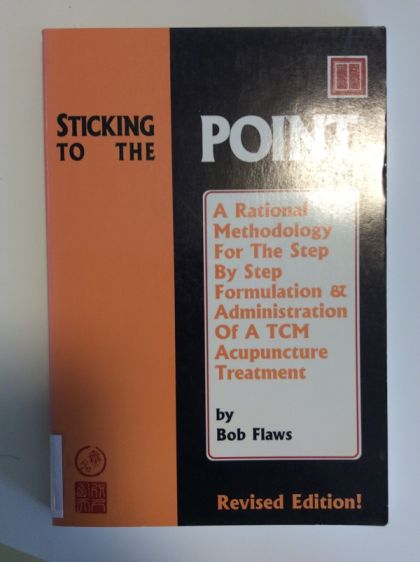 STICKING
TO THE
POINT
A Rational
Methodology
For The Step
By Step
Formulation &
Administration
Of A TCM
Acupuncture
Treatment
by
Bob Flaws
Revised Edition!